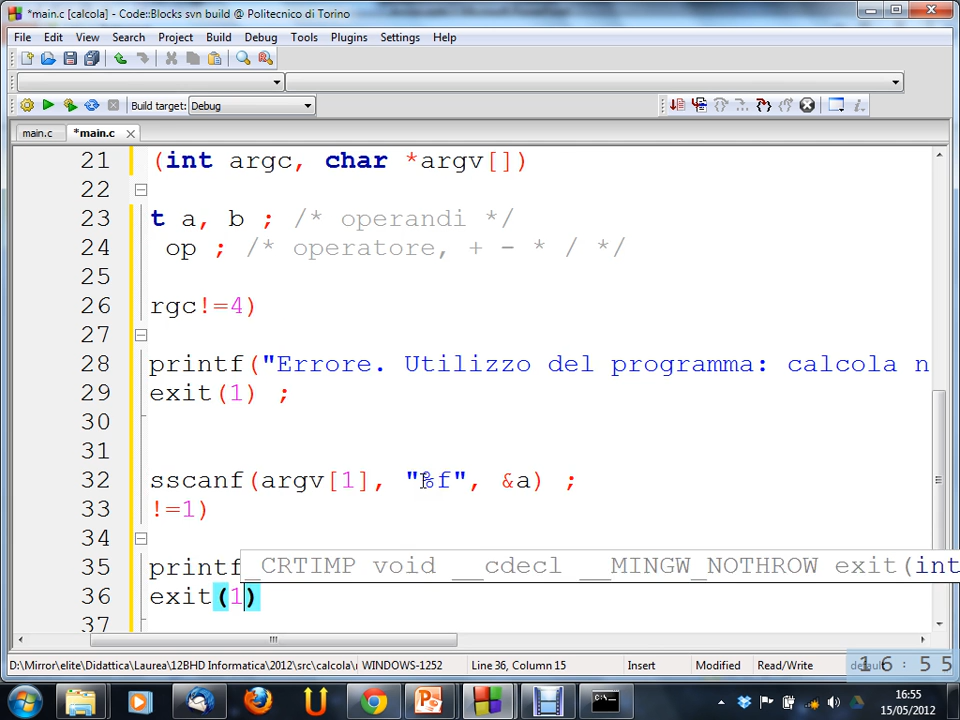 *main.c [calcola] - Code::Blocks svn build @ Politecnico di Torino
File Edit View Search Project Build Debug Tools Plugins Settings Help
Build target: Debug
main.c *main.c
21 (int argc, char *argv[])
22
23 t a, b ; /* operandi */
24 op ; /* operatore, + - * / */
25
26 rgc!=4)
27
28 printf("Errore. Utilizzo del programma: calcola n
29 exit(1) ;
30
31
32 sscanf(argv[1], "%f", &a) ;
33 !=1)
34
35 printf _CRTIMP void __cdecl __MINGW_NOTHROW exit(int
36 exit(1)
37
D:\Mirror\elite\Didattica\Laurea\12BHD Informatica\2012\src\calcola\ WINDOWS-1252 Line 36, Column 15 Insert Modified Read/Write default
16:55
16:55
15/05/2012